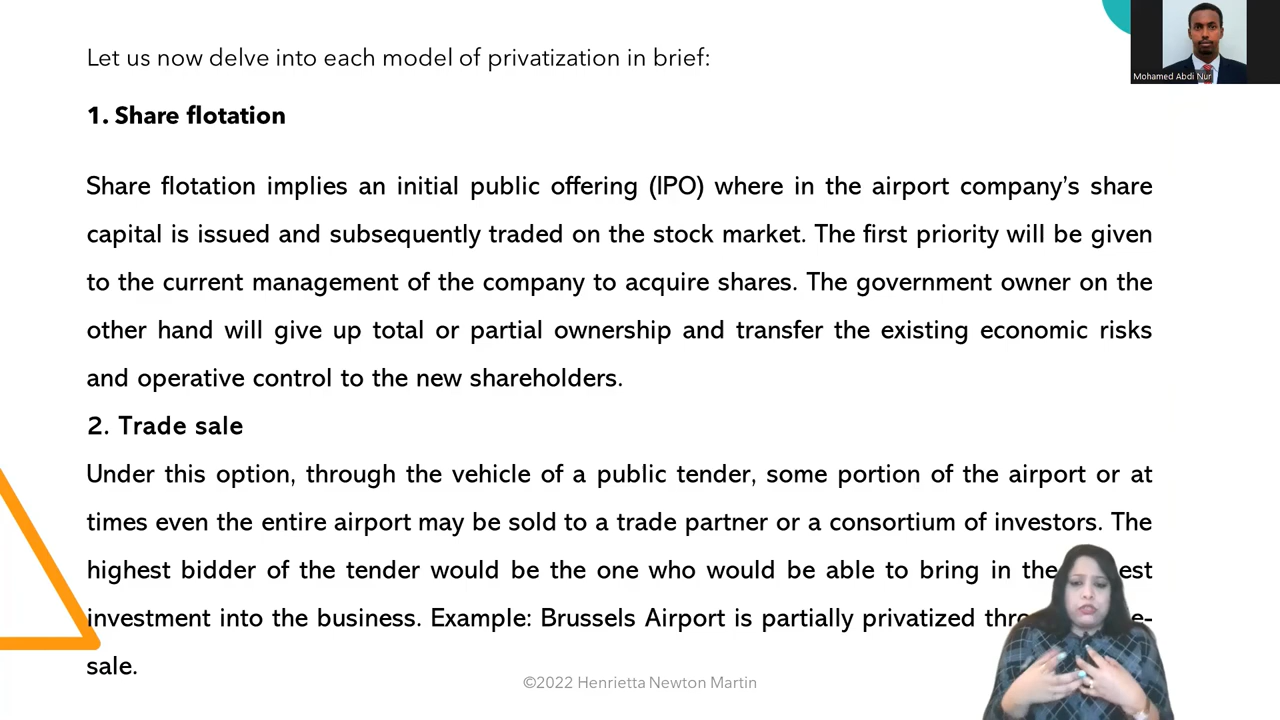 Let us now delve into each model of privatization in brief:
Mohamed Abdi Nur
1. Share flotation
Share flotation implies an initial public offering (IPO) where in the airport company's share
capital is issued and subsequently traded on the stock market. The first priority will be given
to the current management of the company to acquire shares. The government owner on the
other hand will give up total or partial ownership and transfer the existing economic risks
and operative control to the new shareholders.
2. Trade sale
Under this option, through the vehicle of a public tender, some portion of the airport or at
times even the entire airport may be sold to a trade partner or a consortium of investors. The
highest bidder of the tender would be the one who would be able to bring in the
investment into the business. Example: Brussels Airport is partially privatized
sale.
©2022 Henrietta Newton Martin